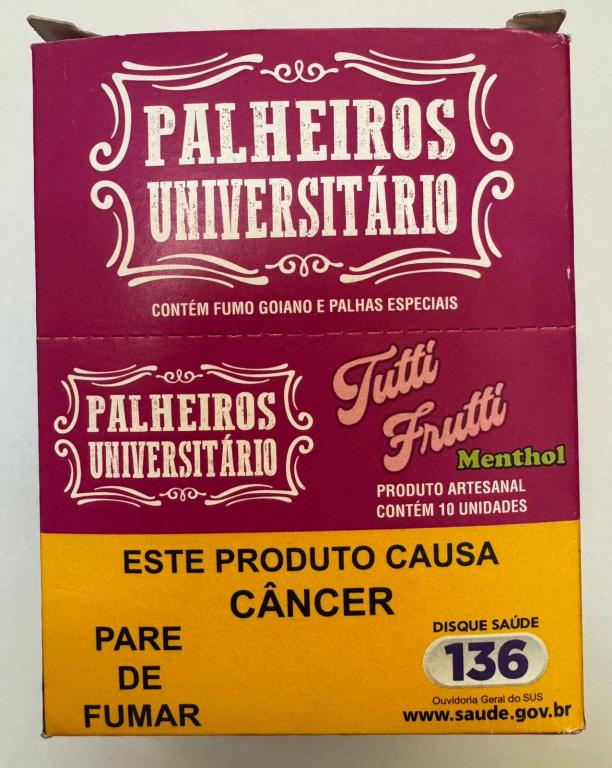 PALHEIROS
UNIVERSITÁRIO
CONTÉM FUMO GOIANO E PALHAS ESPECIAIS
PALHEIROS
UNIVERSITÁRIO
Tutti
Frutti
Menthol
PRODUTO ARTESANAL
CONTÉM 10 UNIDADES
ESTE PRODUTO CAUSA
CÂNCER
PARE
DE
FUMAR
DISQUE SAÚDE
136
Ouvidoria Geral do SUS
www.saude.gov.br